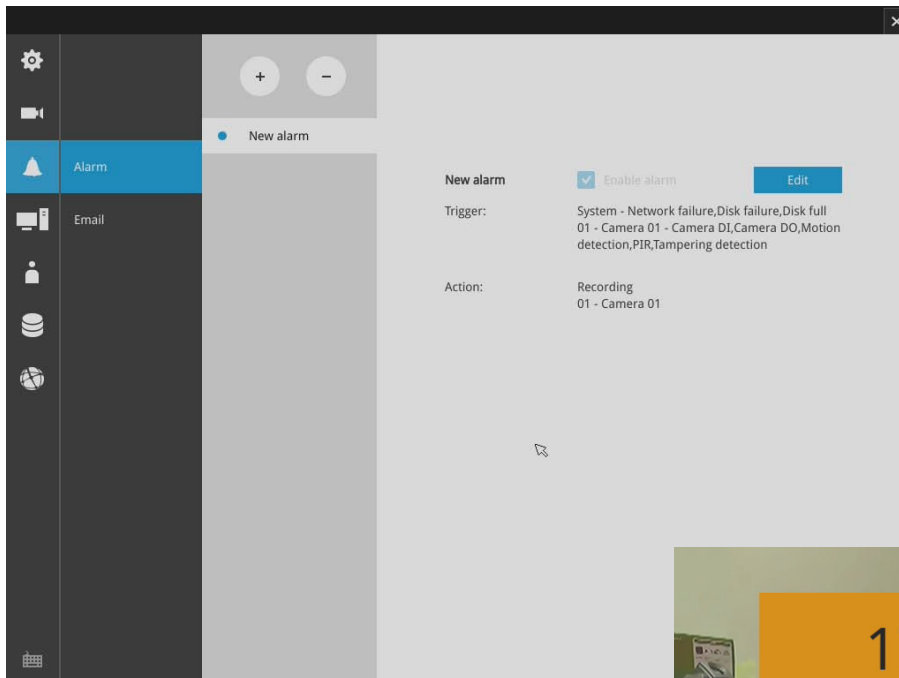 + −
New alarm
Alarm
Email
New alarm
Enable alarm
Edit
Trigger:
System - Network failure,Disk failure,Disk full
01 - Camera 01 - Camera DI,Camera DO,Motion
detection,PIR,Tampering detection
Action:
Recording
01 - Camera 01
1